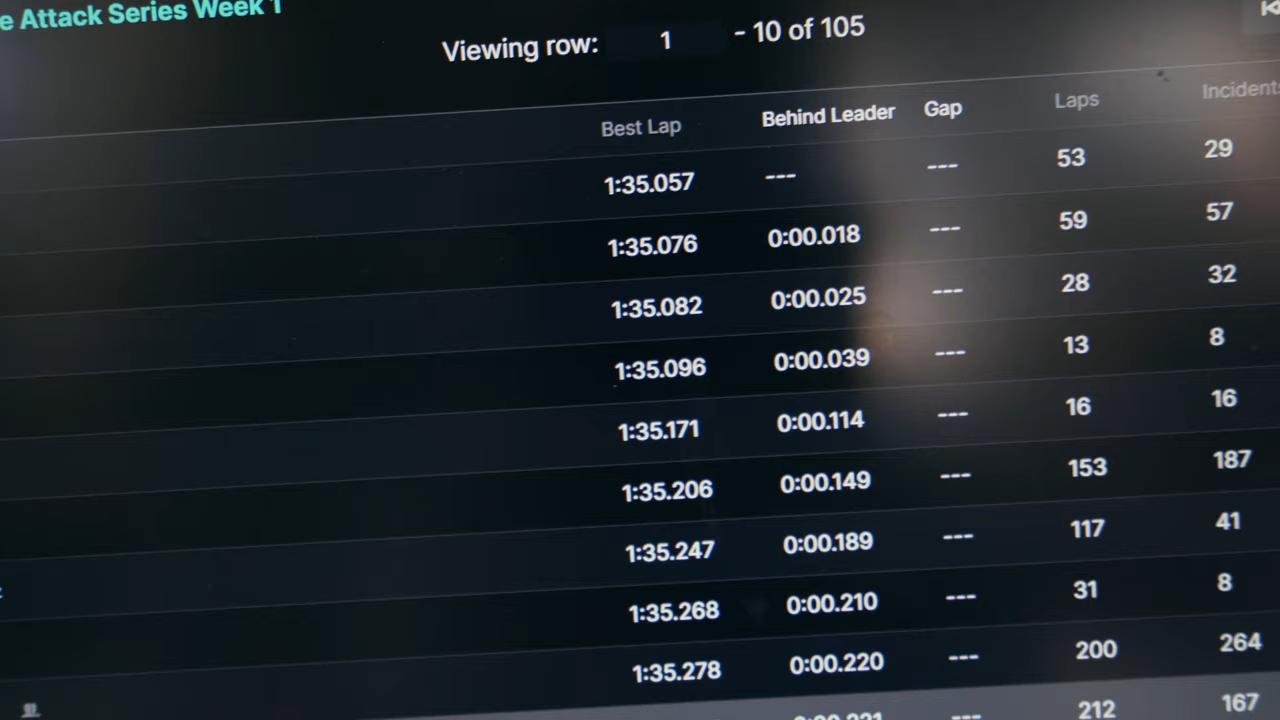 e Attack Series Week 1
Viewing row: 1 - 10 of 105
Best Lap Behind Leader Gap Laps Incidents
1:35.057 --- --- 53 29
1:35.076 0:00.018 --- 59 57
1:35.082 0:00.025 --- 28 32
1:35.096 0:00.039 --- 13 8
1:35.171 0:00.114 --- 16 16
1:35.206 0:00.149 --- 153 187
1:35.247 0:00.189 --- 117 41
1:35.268 0:00.210 --- 31 8
1:35.278 0:00.220 --- 200 264
--- 212 167